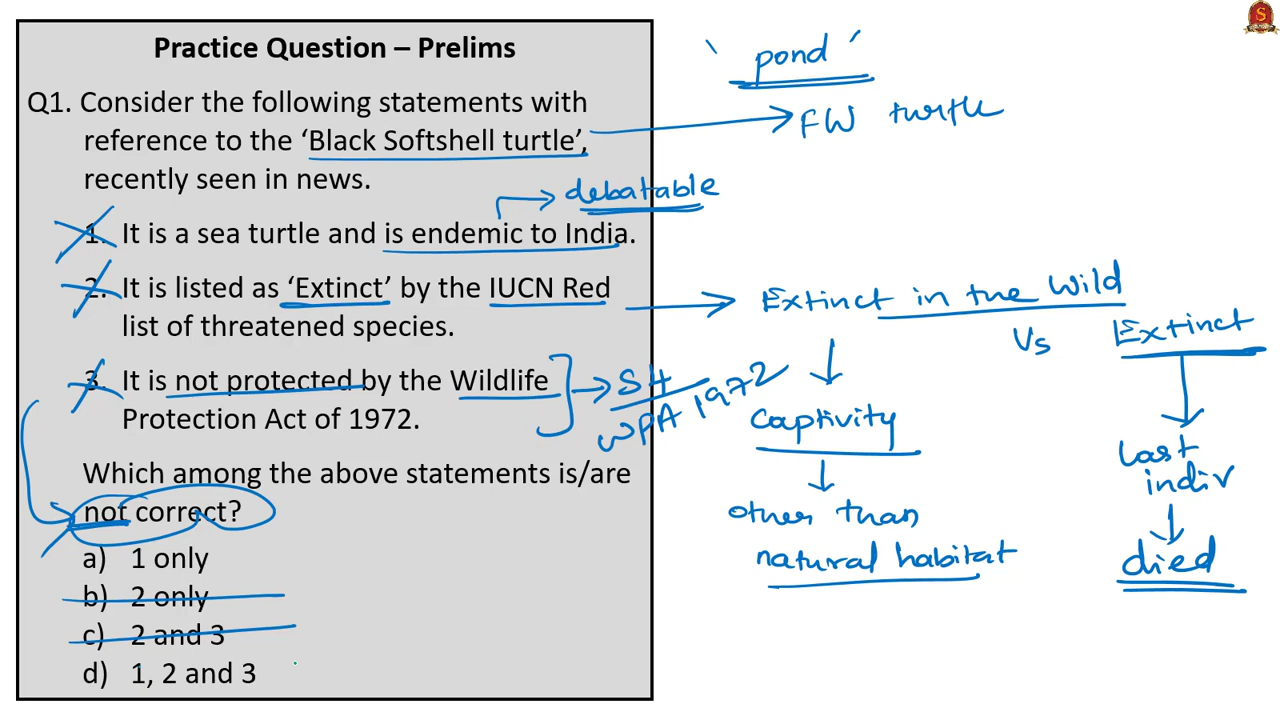 Practice Question – Prelims
Q1. Consider the following statements with
reference to the ‘Black Softshell turtle’,
recently seen in news.
1. It is a sea turtle and is endemic to India.
2. It is listed as ‘Extinct’ by the IUCN Red
list of threatened species.
3. It is not protected by the Wildlife
Protection Act of 1972.
Which among the above statements is/are
not correct?
a) 1 only
b) 2 only
c) 2 and 3
d) 1, 2 and 3
‘pond’
FW turtle
debatable
Extinct in the Wild
Vs
Extinct
S4
WPA 1972
Captivity
other than
natural habitat
last
indiv
died
S